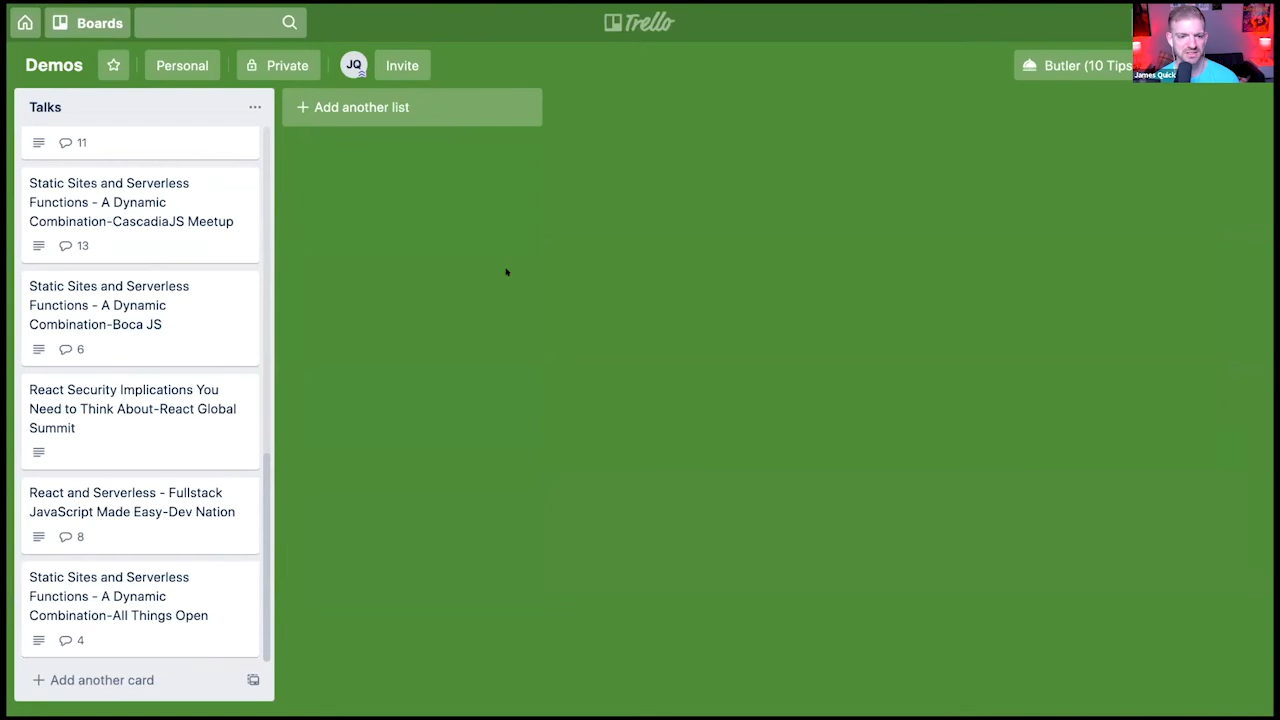 Boards
Trello
Demos
Personal
Private
JQ
Invite
Butler (10 Tips
James Quick
Talks
Add another list
11
Static Sites and Serverless
Functions - A Dynamic
Combination-CascadiaJS Meetup
13
Static Sites and Serverless
Functions - A Dynamic
Combination-Boca JS
6
React Security Implications You
Need to Think About-React Global
Summit
React and Serverless - Fullstack
JavaScript Made Easy-Dev Nation
8
Static Sites and Serverless
Functions - A Dynamic
Combination-All Things Open
4
Add another card